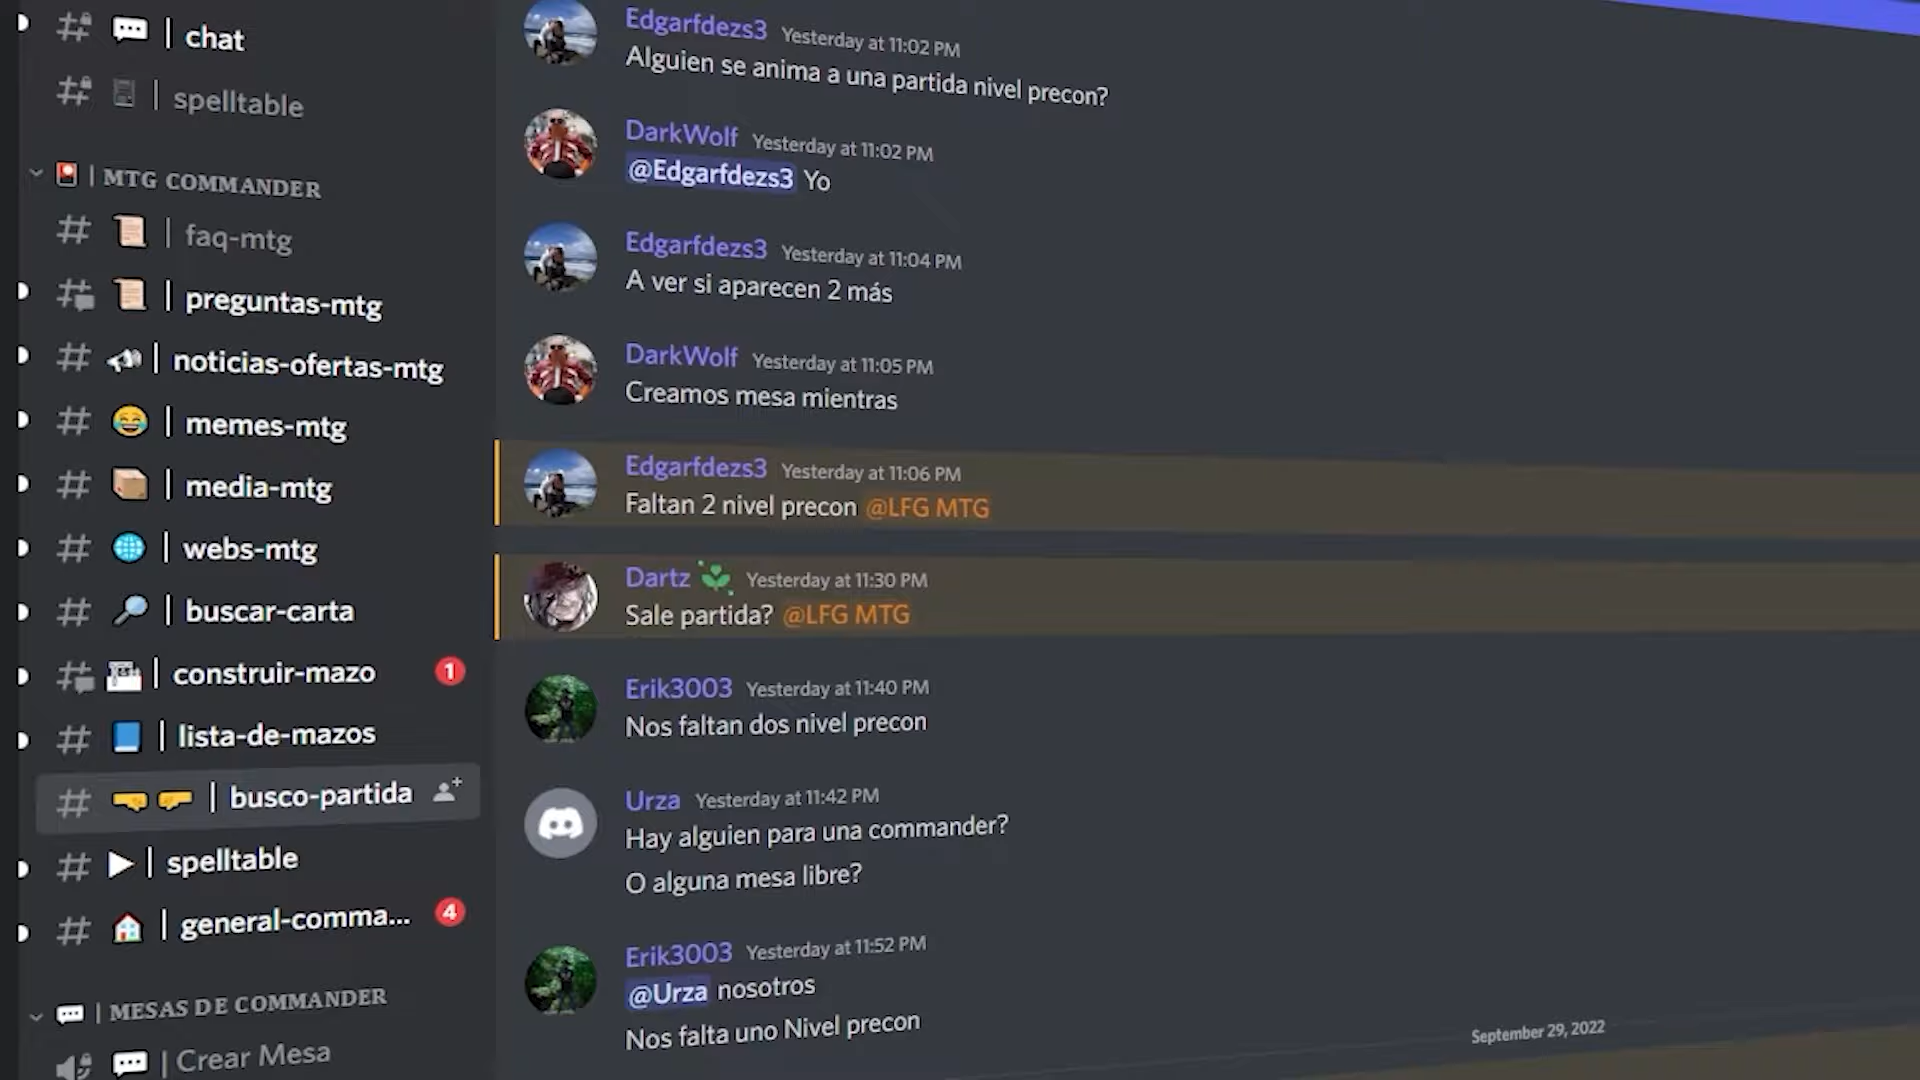 # | chat
# | spelltable
| MTG COMMANDER
# | faq-mtg
# | preguntas-mtg
# | noticias-ofertas-mtg
# | memes-mtg
# | media-mtg
# | webs-mtg
# | buscar-carta
# | construir-mazo 1
# | lista-de-mazos
# | busco-partida
# | spelltable
# | general-comma... 4
| MESAS DE COMMANDER
| Crear Mesa
Edgarfdezs3 Yesterday at 11:02 PM
Alguien se anima a una partida nivel precon?
DarkWolf Yesterday at 11:02 PM
@Edgarfdezs3 Yo
Edgarfdezs3 Yesterday at 11:04 PM
A ver si aparecen 2 más
DarkWolf Yesterday at 11:05 PM
Creamos mesa mientras
Edgarfdezs3 Yesterday at 11:06 PM
Faltan 2 nivel precon @LFG MTG
Dartz Yesterday at 11:30 PM
Sale partida? @LFG MTG
Erik3003 Yesterday at 11:40 PM
Nos faltan dos nivel precon
Urza Yesterday at 11:42 PM
Hay alguien para una commander?
O alguna mesa libre?
Erik3003 Yesterday at 11:52 PM
@Urza nosotros
Nos falta uno Nivel precon
September 29, 2022